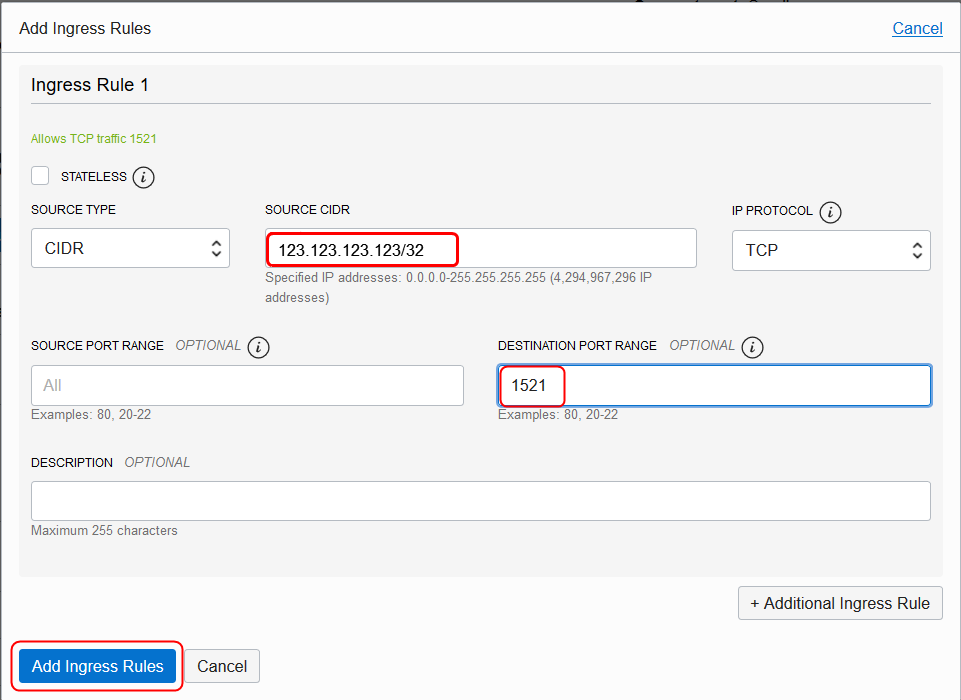 Add Ingress Rules
Cancel
Ingress Rule 1
Allows TCP traffic 1521
STATELESS i
SOURCE TYPE
SOURCE CIDR
IP PROTOCOL i
CIDR
123.123.123.123/32
TCP
Specified IP addresses: 0.0.0.0-255.255.255.255 (4,294,967,296 IP
addresses)
SOURCE PORT RANGE OPTIONAL i
DESTINATION PORT RANGE OPTIONAL i
All
1521
Examples: 80, 20-22
Examples: 80, 20-22
DESCRIPTION OPTIONAL
Maximum 255 characters
+ Additional Ingress Rule
Add Ingress Rules
Cancel